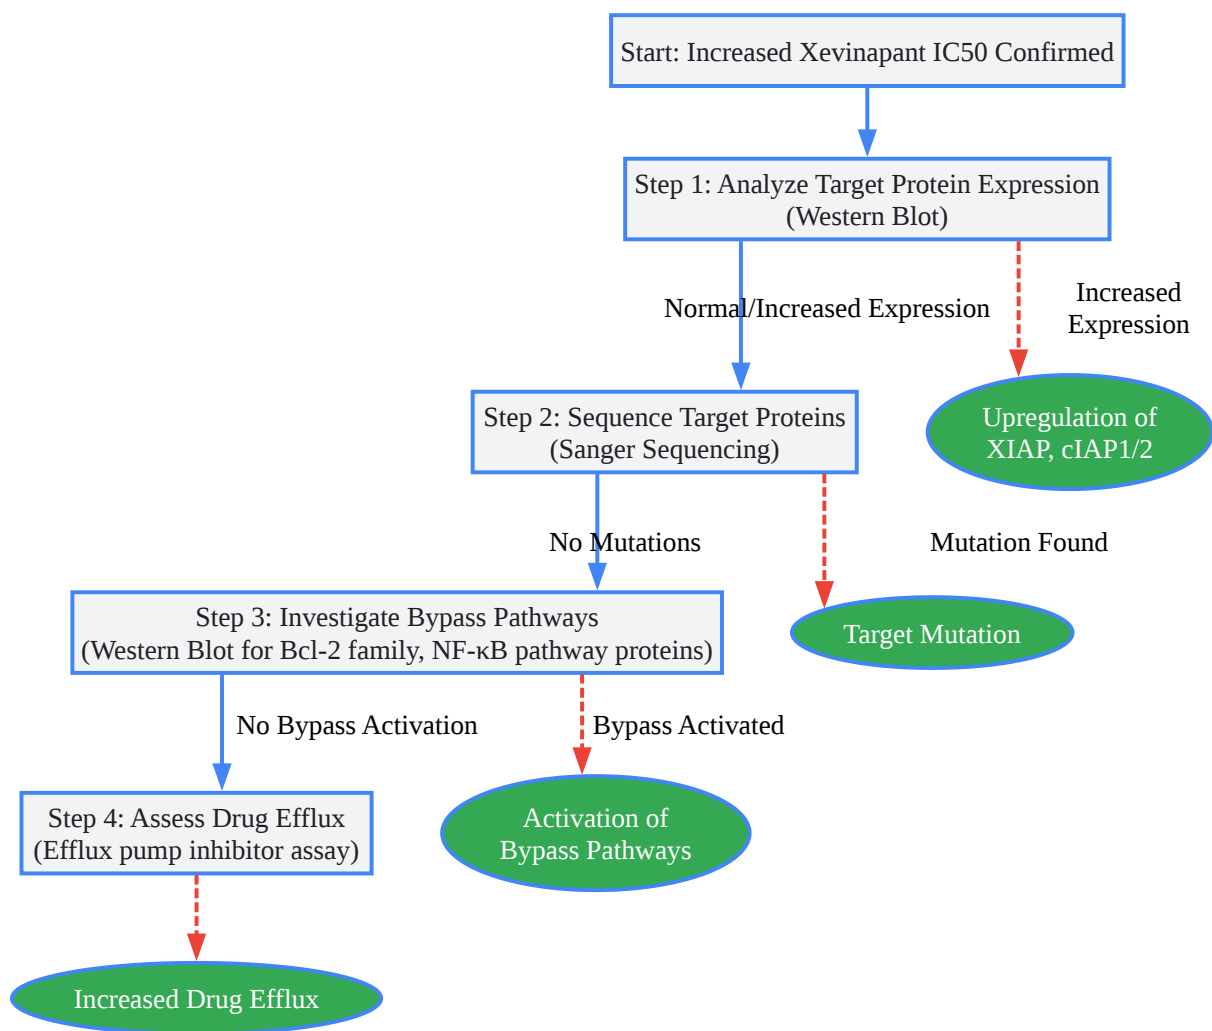 Start: Increased Xevinapant IC50 Confirmed
Step 1: Analyze Target Protein Expression
(Western Blot)
Normal/Increased Expression
Increased
Expression
Step 2: Sequence Target Proteins
(Sanger Sequencing)
Upregulation of
XIAP, cIAP1/2
No Mutations
Mutation Found
Step 3: Investigate Bypass Pathways
(Western Blot for Bcl-2 family, NF-κB pathway proteins)
Target Mutation
No Bypass Activation
Bypass Activated
Step 4: Assess Drug Efflux
(Efflux pump inhibitor assay)
Activation of
Bypass Pathways
Increased Drug Efflux